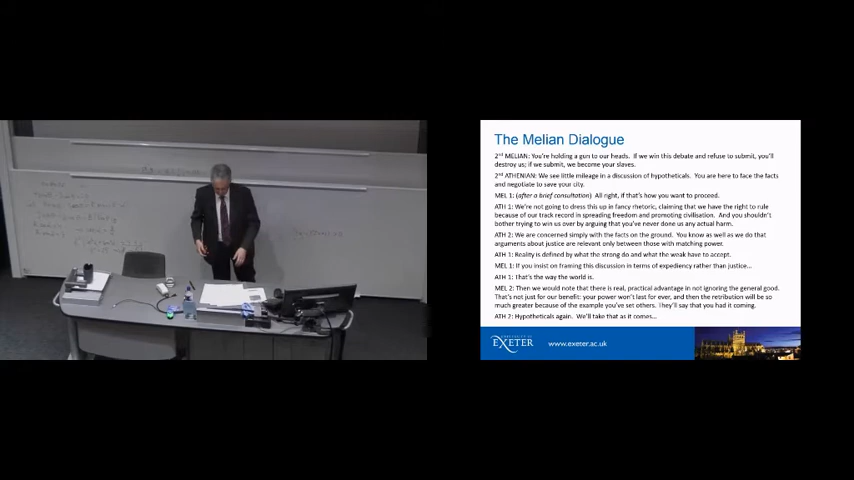 The Melian Dialogue
2nd MELIAN: You're holding a gun to our heads. If we win this debate and refuse to submit, you'll
destroy us; if we submit, we become your slaves.
2nd ATHENIAN: We see little mileage in a discussion of hypotheticals. You are here to face the facts
and negotiate to save your city.
MEL 1: (after a brief consultation) All right, if that's how you want to proceed.
ATH 1: We're not going to dress this up in fancy rhetoric, claiming that we have the right to rule
because of our track record in spreading freedom and promoting civilisation. And you shouldn't
bother trying to win us over by arguing that you've never done us any actual harm.
ATH 2: We are concerned simply with the facts on the ground. You know as well as we do that
arguments about justice are relevant only between those with matching power.
ATH 1: Reality is defined by what the strong do and what the weak have to accept.
MEL 1: If you insist on framing this discussion in terms of expediency rather than justice...
ATH 1: That's the way the world is.
MEL 2: Then we would note that there is real, practical advantage in not ignoring the general good.
That's not just for our benefit: your power won't last for ever, and then the retribution will be so
much greater because of the example you've set others. They'll say that you had it coming.
ATH 2: Hypotheticals again. We'll take that as it comes...
UNIVERSITY OF
EXETER
www.exeter.ac.uk